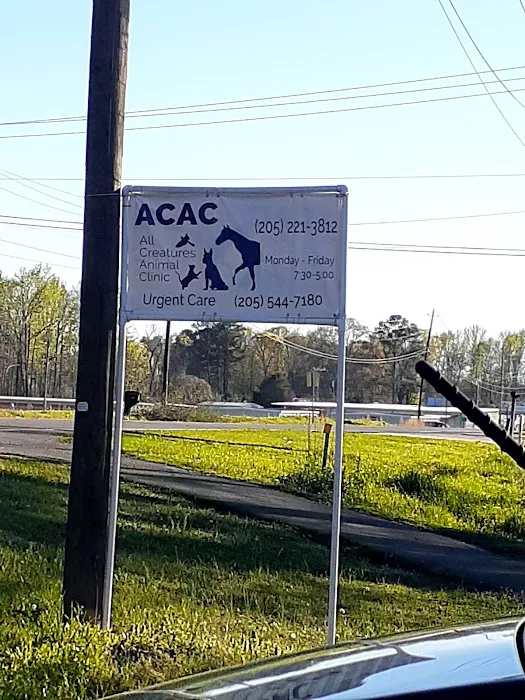 ACAC
(205) 221-3812
All
Creatures
Animal
Clinic
Monday - Friday
7:30-5:00
Urgent Care (205) 544-7180